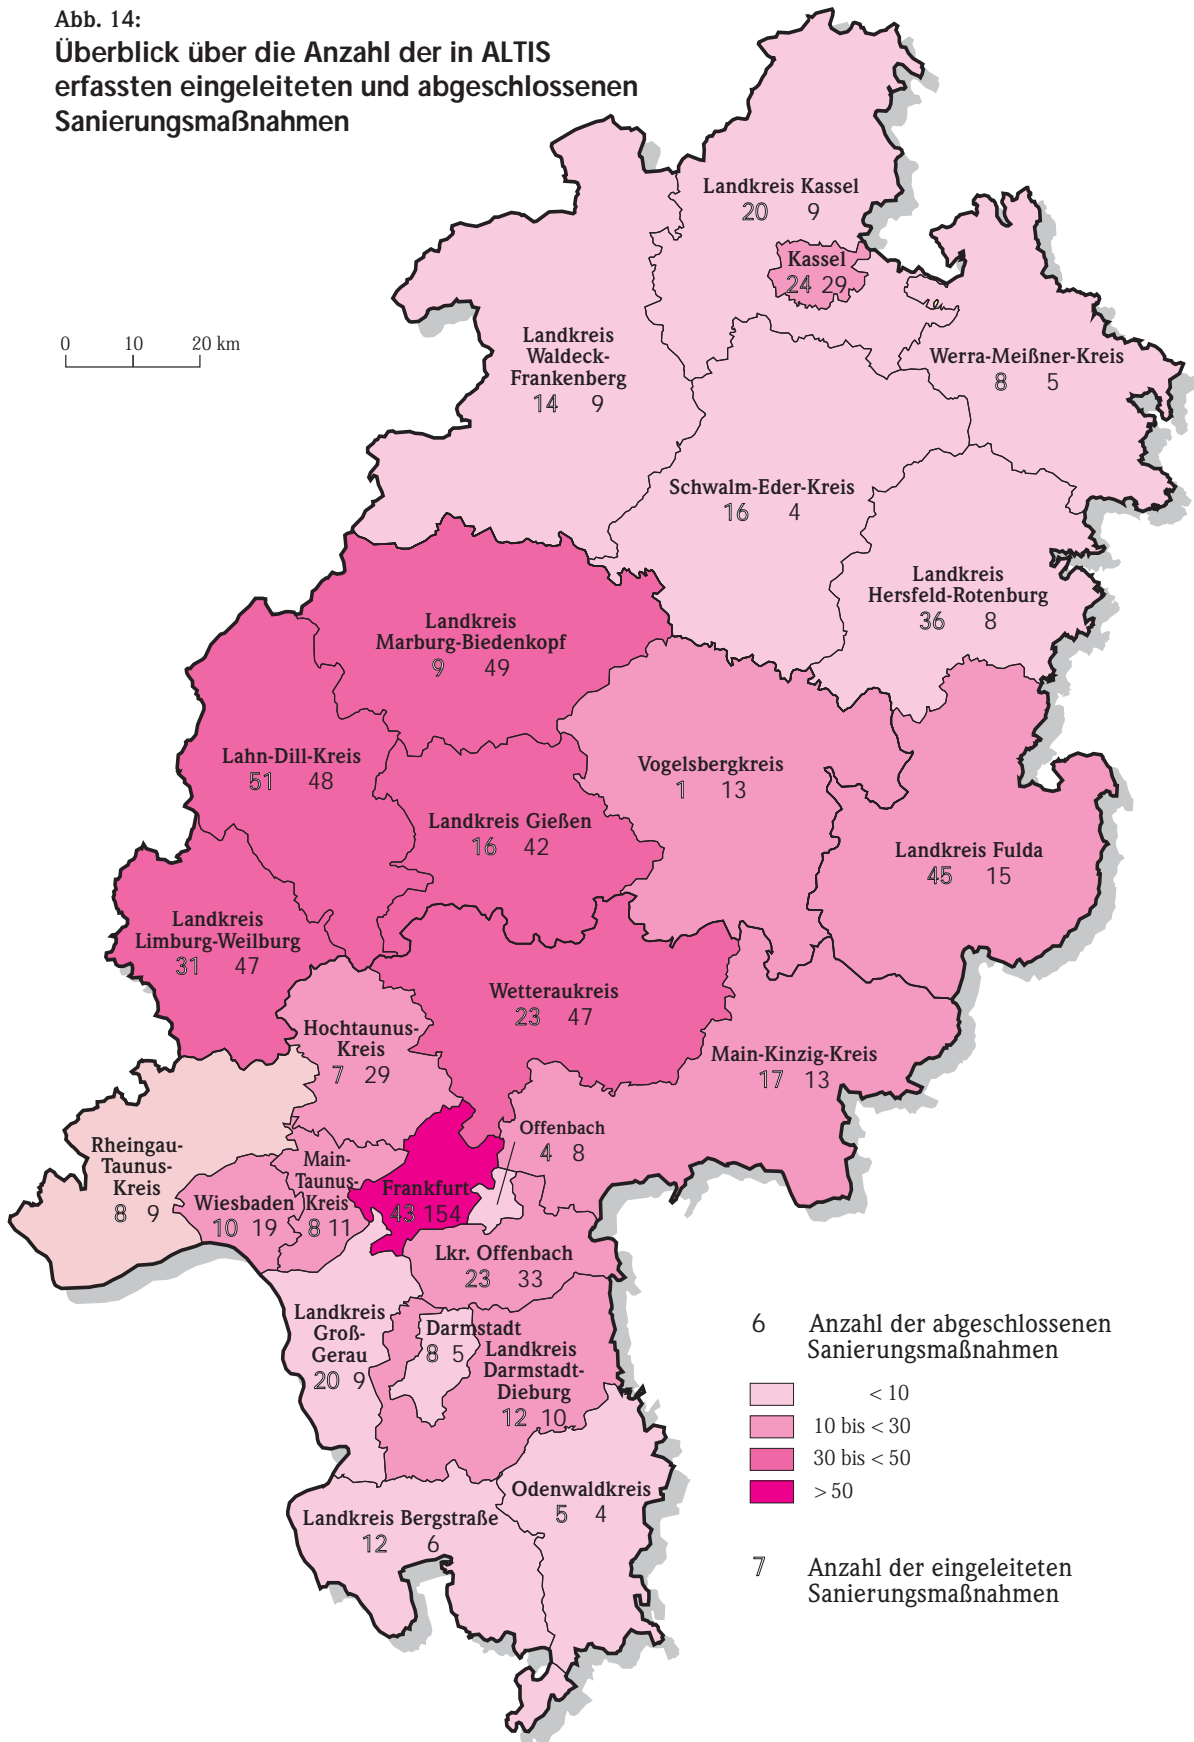 Abb. 14:
Überblick über die Anzahl der in ALTIS
erfassten eingeleiteten und abgeschlossenen
Sanierungsmaßnahmen
0 10 20 km
Landkreis Kassel
20 9
Kassel
24 29
Landkreis
Waldeck-
Frankenberg
14 9
Werra-Meißner-Kreis
8 5
Schwalm-Eder-Kreis
16 4
Landkreis
Hersfeld-Rotenburg
36 8
Landkreis
Marburg-Biedenkopf
9 49
Lahn-Dill-Kreis
51 48
Landkreis Gießen
16 42
Vogelsbergkreis
1 13
Landkreis Fulda
45 15
Landkreis
Limburg-Weilburg
31 47
Wetteraukreis
23 47
Hochtaunus-
Kreis
7 29
Main-Kinzig-Kreis
17 13
Offenbach
4 8
Rheingau-
Taunus-
Kreis
8 9
Wiesbaden
10 19
Main-
Taunus-
Kreis
8 11
Frankfurt
43 154
Lkr. Offenbach
23 33
Landkreis
Groß-
Gerau
20 9
Darmstadt
8 5
Landkreis
Darmstadt-
Dieburg
12 10
Odenwaldkreis
5 4
Landkreis Bergstraße
12 6
6 Anzahl der abgeschlossenen
Sanierungsmaßnahmen
< 10
10 bis < 30
30 bis < 50
> 50
7 Anzahl der eingeleiteten
Sanierungsmaßnahmen